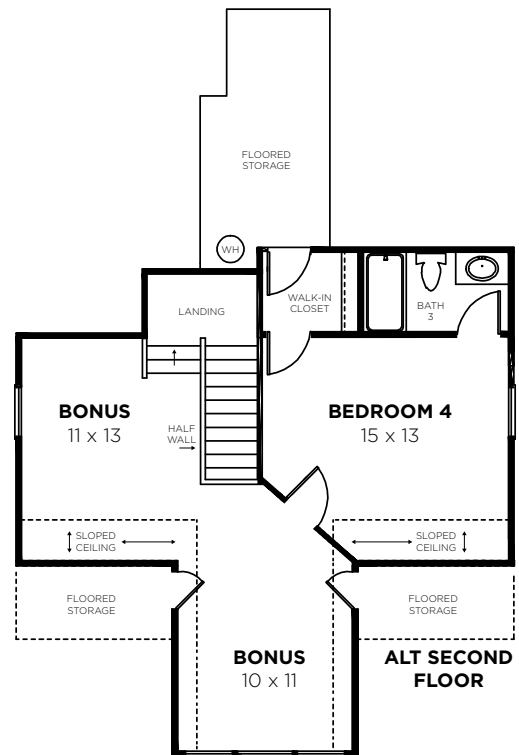 FLOORED
STORAGE
WH
LANDING
WALK-IN
CLOSET
BATH
3
BONUS
11 x 13
HALF
WALL
BEDROOM 4
15 x 13
SLOPED
CEILING
SLOPED
CEILING
FLOORED
STORAGE
FLOORED
STORAGE
BONUS
10 x 11
ALT SECOND
FLOOR